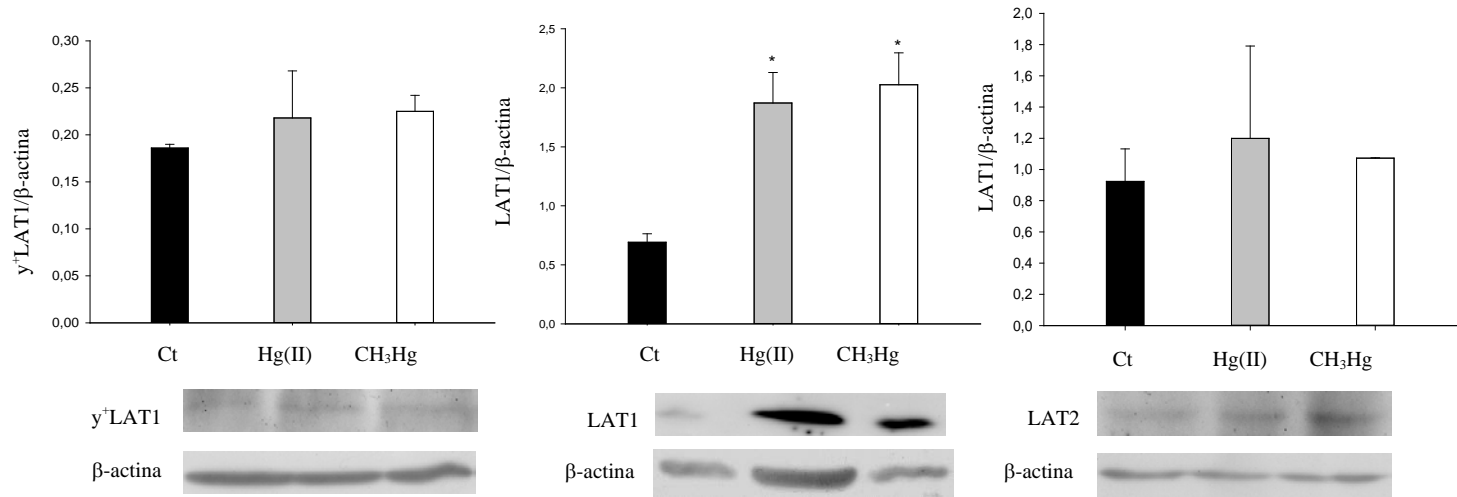 y⁺LAT1/β-actina
0,30
0,25
0,20
0,15
0,10
0,05
0,00
Ct Hg(II) CH₃Hg
y⁺LAT1
β-actina
LAT1/β-actina
2,5
2,0
1,5
1,0
0,5
0,0
* *
Ct Hg(II) CH₃Hg
LAT1
β-actina
LAT1/β-actina
2,0
1,8
1,6
1,4
1,2
1,0
0,8
0,6
0,4
0,2
0,0
Ct Hg(II) CH₃Hg
LAT2
β-actina